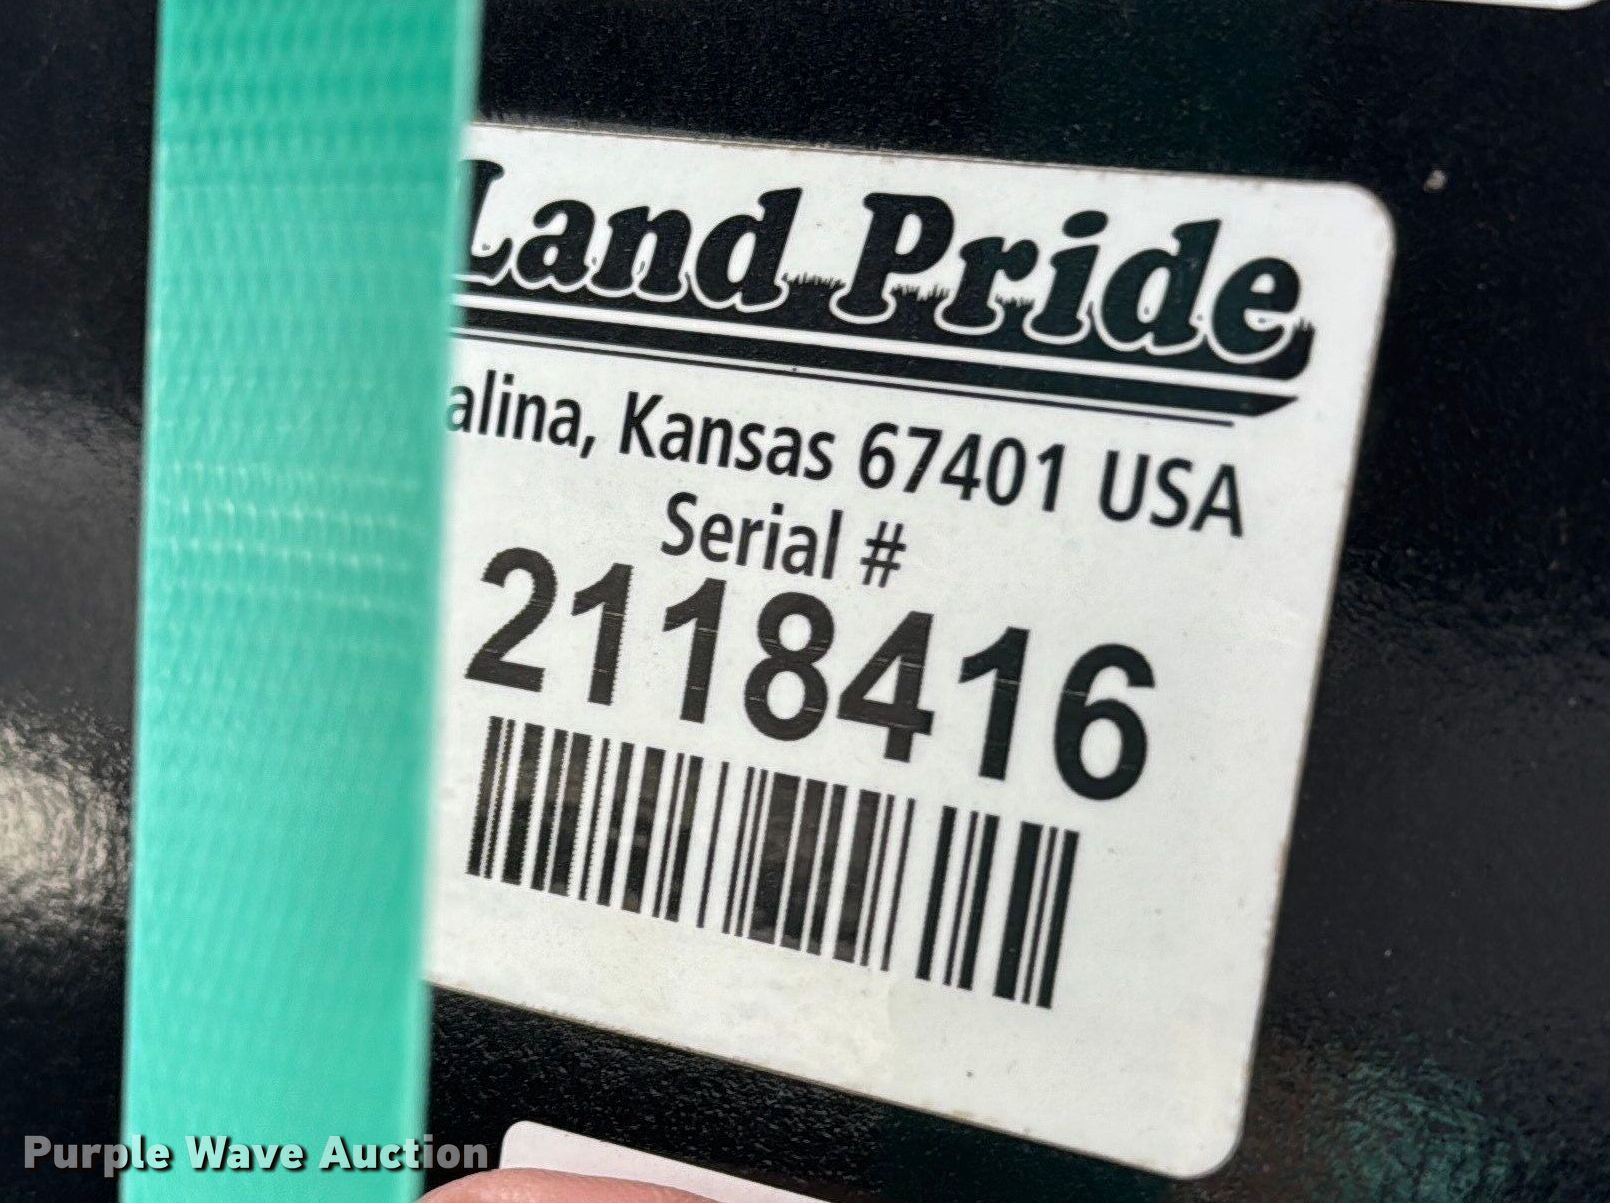 Land Pride
alina, Kansas 67401 USA
Serial #
2118416
Purple Wave Auction